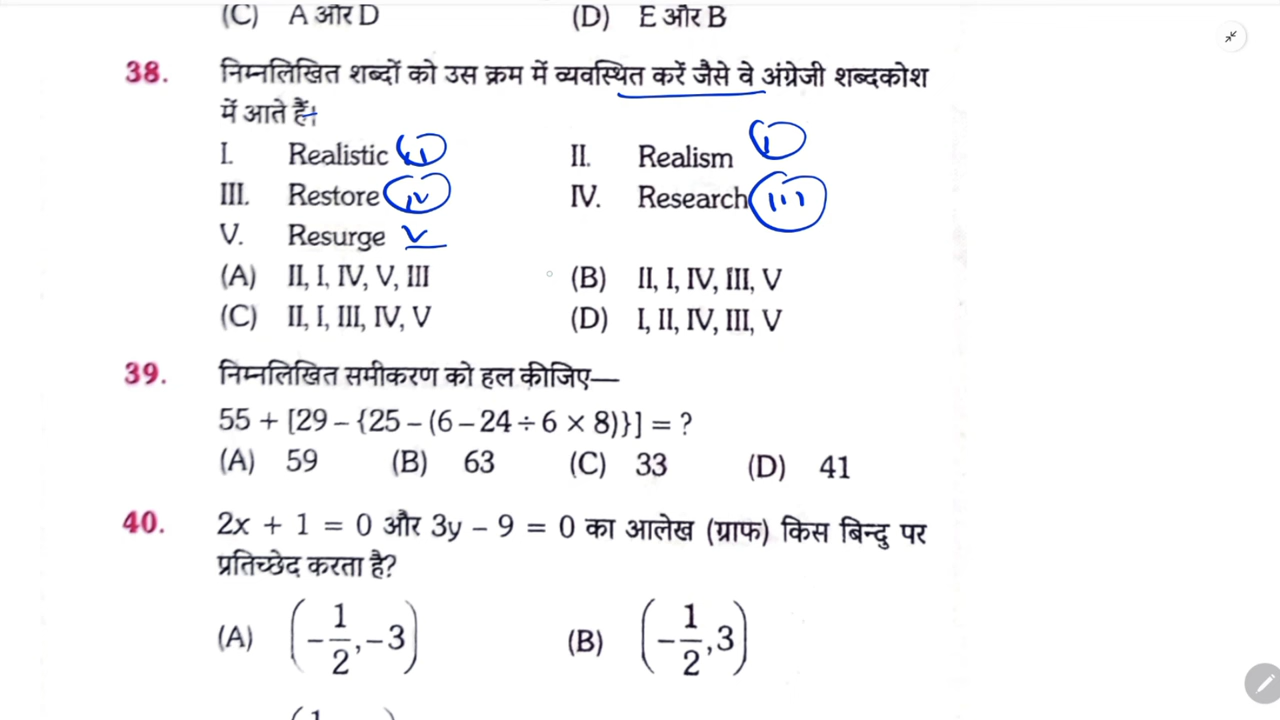 (C) A और D (D) E और B
38. निम्नलिखित शब्दों को उस क्रम में व्यवस्थित करें जैसे वे अंग्रेजी शब्दकोश
में आते हैं।
I. Realistic II II. Realism I
III. Restore IV IV. Research III
V. Resurge V
(A) II, I, IV, V, III (B) II, I, IV, III, V
(C) II, I, III, IV, V (D) I, II, IV, III, V
39. निम्नलिखित समीकरण को हल कीजिए—
55 + [29 – {25 – (6 – 24 ÷ 6 × 8)}] = ?
(A) 59 (B) 63 (C) 33 (D) 41
40. 2x + 1 = 0 और 3y – 9 = 0 का आलेख (ग्राफ) किस बिन्दु पर
प्रतिच्छेद करता है?
(A) (-1/2, -3) (B) (-1/2, 3)